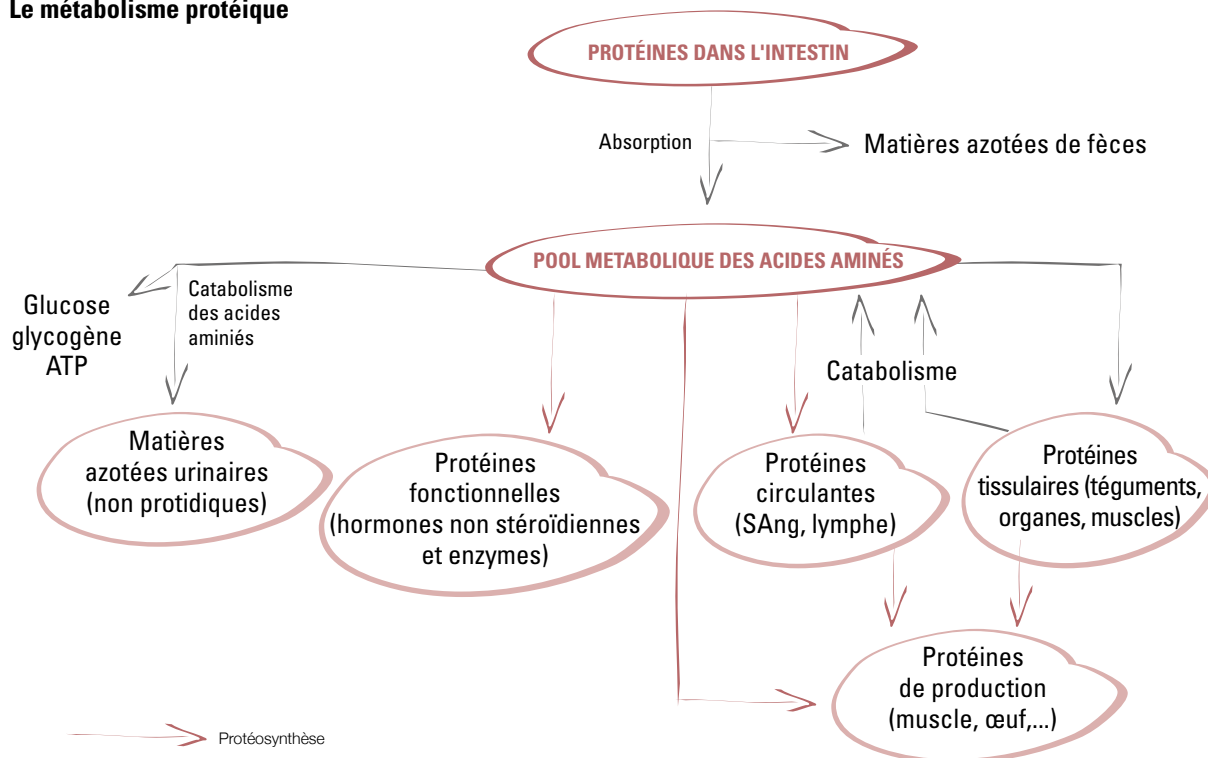 Le métabolisme protéique
PROTÉINES DANS L'INTESTIN
Absorption
Matières azotées de fèces
POOL METABOLIQUE DES ACIDES AMINÉS
Glucose
glycogène
ATP
Catabolisme
des acides
aminiés
Catabolisme
Matières
azotées urinaires
(non protidiques)
Protéines
fonctionnelles
(hormones non stéroïdiennes
et enzymes)
Protéines
circulantes
(SAng, lymphe)
Protéines
tissulaires (téguments,
organes, muscles)
Protéines
de production
(muscle, œuf,...)
Protéosynthèse